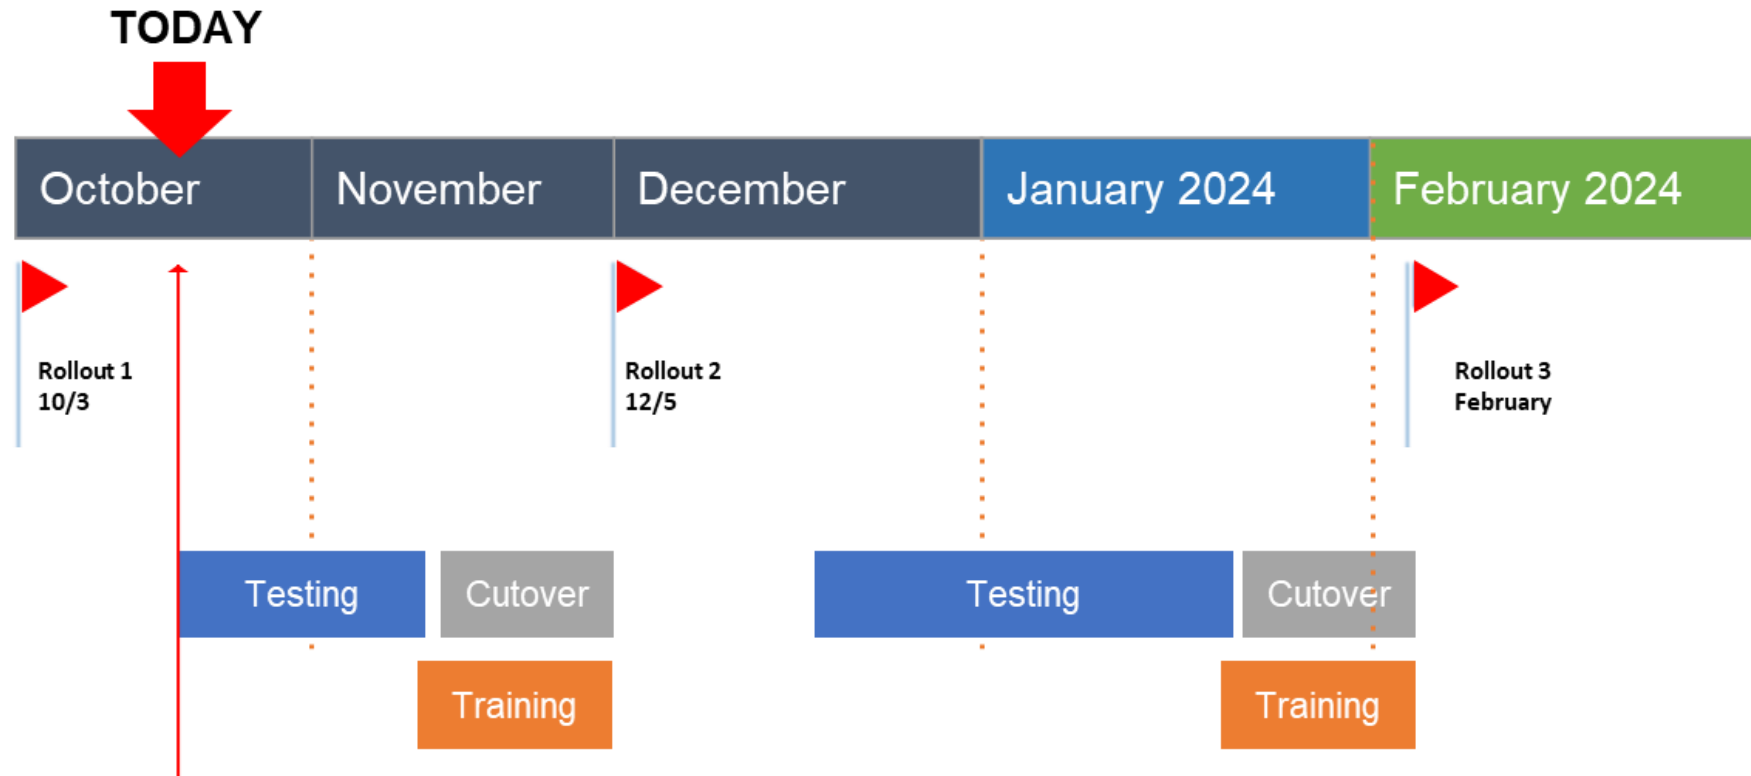 TODAY
October
November
December
January 2024
February 2024
Rollout 1
10/3
Rollout 2
12/5
Rollout 3
February
Testing
Cutover
Testing
Cutover
Training
Training